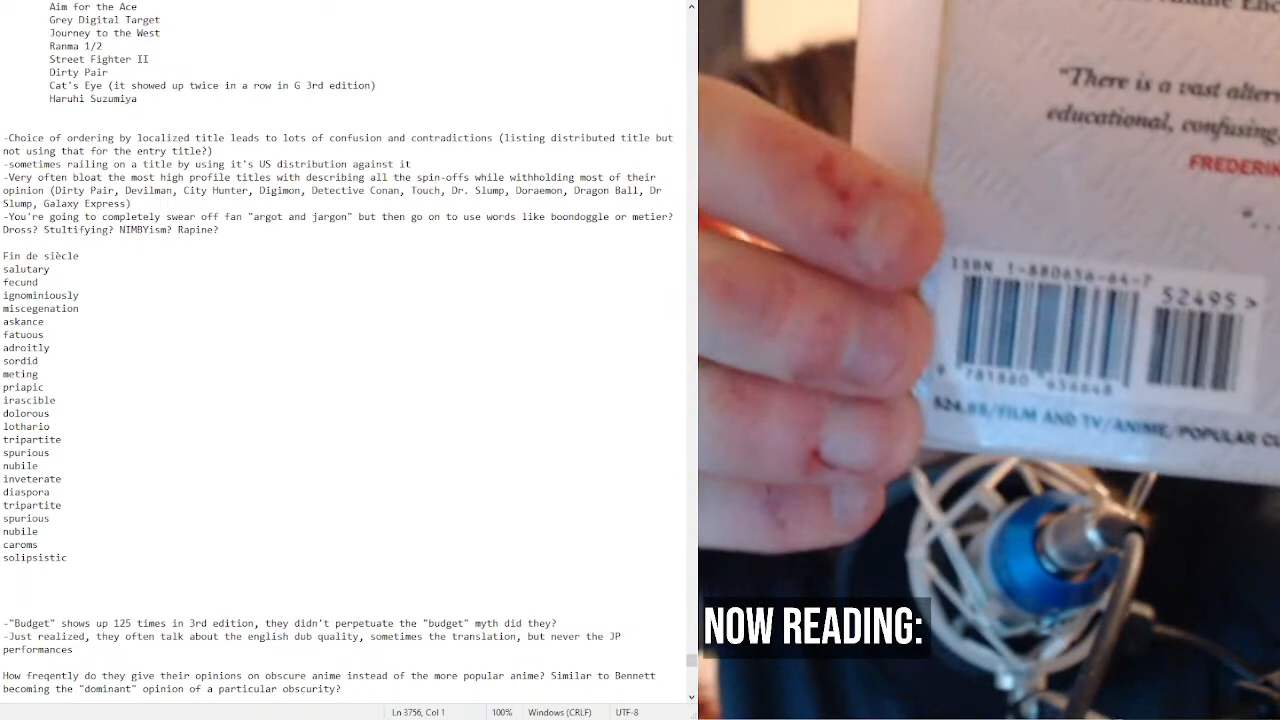 Aim for the Ace
Grey Digital Target
Journey to the West
Ranma 1/2
Street Fighter II
Dirty Pair
Cat's Eye (it showed up twice in a row in G 3rd edition)
Haruhi Suzumiya
-Choice of ordering by localized title leads to lots of confusion and contradictions (listing distributed title but
not using that for the entry title?)
-sometimes railing on a title by using it's US distribution against it
-Very often bloat the most high profile titles with describing all the spin-offs while withholding most of their
opinion (Dirty Pair, Devilman, City Hunter, Digimon, Detective Conan, Touch, Dr. Slump, Doraemon, Dragon Ball, Dr
Slump, Galaxy Express)
-You're going to completely swear off fan "argot and jargon" but then go on to use words like boondoggle or metier?
Dross? Stultifying? NIMBYism? Rapine?
Fin de siècle
salutary
fecund
ignominiously
miscegenation
askance
fatuous
adroitly
sordid
meting
priapic
irascible
dolorous
lothario
tripartite
spurious
nubile
inveterate
diaspora
tripartite
spurious
nubile
caroms
solipsistic
-"Budget" shows up 125 times in 3rd edition, they didn't perpetuate the "budget" myth did they?
-Just realized, they often talk about the english dub quality, sometimes the translation, but never the JP
performances
How freqently do they give their opinions on obscure anime instead of the more popular anime? Similar to Bennett
becoming the "dominant" opinion of a particular obscurity?
Ln 3756, Col 1 100% Windows (CRLF) UTF-8
"There is a vast
educational, confusing
ISBN 1-880656-64-7
52495>
9 781880 656648
$24.95/FILM AND TV/ANIME/POPULAR
NOW READING: